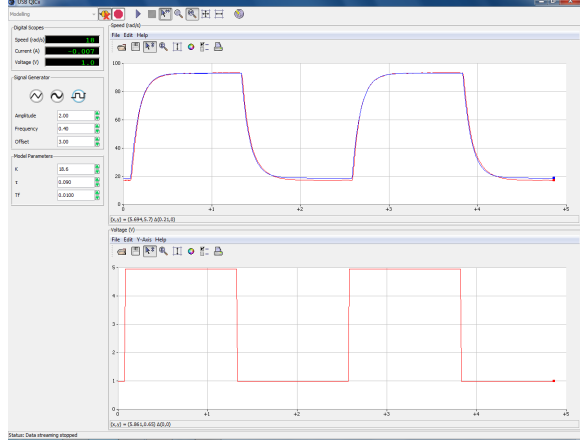 USB QICii
Modelling
Digital Scopes
Speed (rad/s) 18
Current (A) -0.007
Voltage (V) 1.0
Signal Generator
Amplitude 2.00
Frequency 0.40
Offset 3.00
Model Parameters
K 18.6
τ 0.090
Tf 0.0100
Speed (rad/s)
File Edit Help
100
80
60
40
20
0
0 +1 +2 +3 +4 +5
(x,y) = (5.694,5.7) Δ(0.21,0)
Voltage (V)
File Edit Y-Axis Help
5
4
3
2
1
0
0 +1 +2 +3 +4 +5
(x,y) = (5.861,0.65) Δ(0,0)
Status: Data streaming stopped